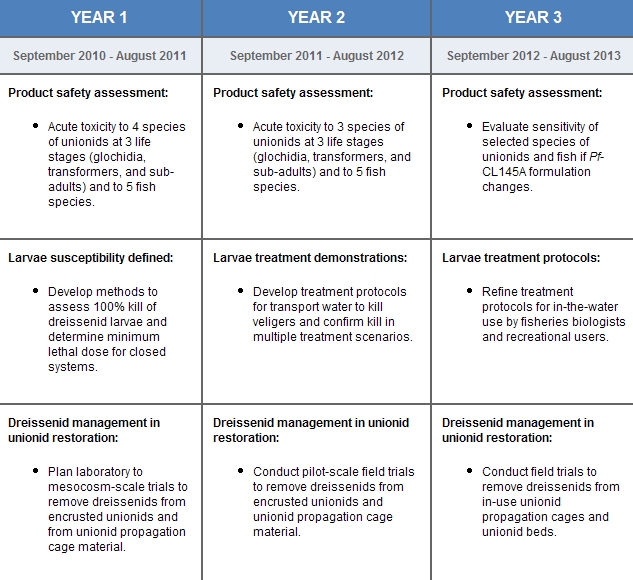 YEAR 1
YEAR 2
YEAR 3
September 2010 - August 2011
September 2011 - August 2012
September 2012 - August 2013
Product safety assessment:
• Acute toxicity to 4 species
of unionids at 3 life
stages (glochidia,
transformers, and sub-
adults) and to 5 fish
species.
Product safety assessment:
• Acute toxicity to 3 species of
unionids at 3 life stages
(glochidia, transformers, and
sub-adults) and to 5 fish
species.
Product safety assessment:
• Evaluate sensitivity of
selected species of
unionids and fish if Pf-
CL145A formulation
changes.
Larvae susceptibility defined:
• Develop methods to
assess 100% kill of
dreissenid larvae and
determine minimum
lethal dose for closed
systems.
Larvae treatment demonstrations:
• Develop treatment protocols
for transport water to kill
veligers and confirm kill in
multiple treatment scenarios.
Larvae treatment protocols:
• Refine treatment
protocols for in-the-water
use by fisheries biologists
and recreational users.
Dreissenid management in
unionid restoration:
• Plan laboratory to
mesocosm-scale trials to
remove dreissenids from
encrusted unionids and
from unionid propagation
cage material.
Dreissenid management in unionid
restoration:
• Conduct pilot-scale field trials
to remove dreissenids from
encrusted unionids and
unionid propagation cage
material.
Dreissenid management in
unionid restoration:
• Conduct field trials to
remove dreissenids from
in-use unionid
propagation cages and
unionid beds.